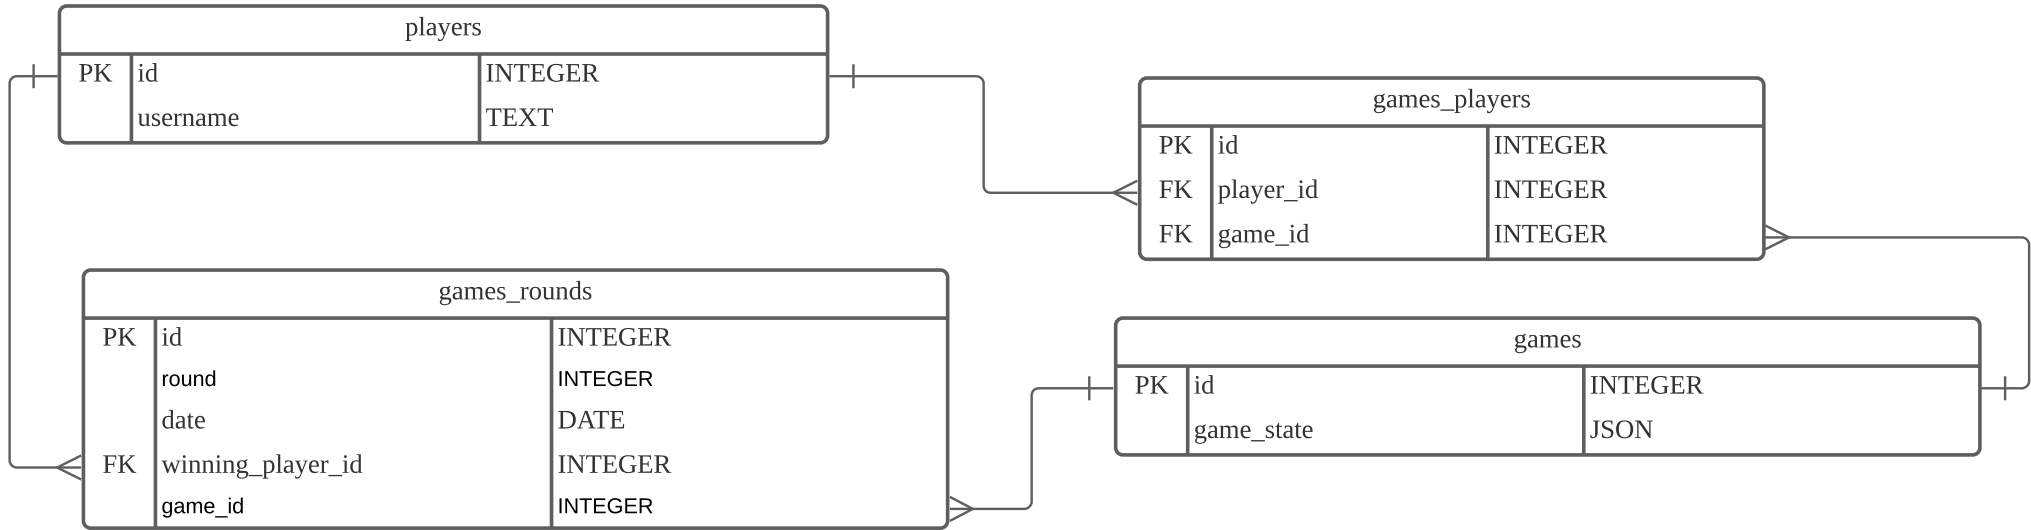 players
PK id INTEGER
username TEXT
games_players
PK id INTEGER
FK player_id INTEGER
FK game_id INTEGER
games_rounds
PK id INTEGER
round INTEGER
date DATE
FK winning_player_id INTEGER
game_id INTEGER
games
PK id INTEGER
game_state JSON